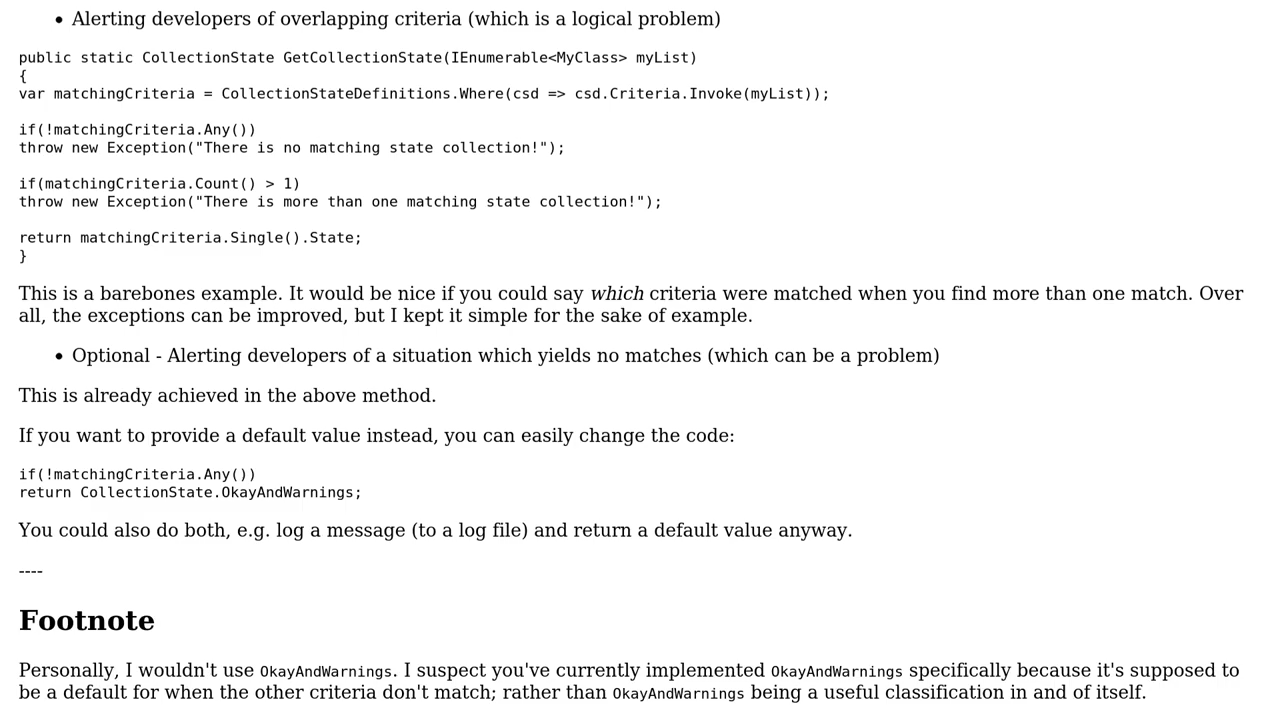 • Alerting developers of overlapping criteria (which is a logical problem)
public static CollectionState GetCollectionState(IEnumerable<MyClass> myList)
{
var matchingCriteria = CollectionStateDefinitions.Where(csd => csd.Criteria.Invoke(myList));
if(!matchingCriteria.Any())
throw new Exception("There is no matching state collection!");
if(matchingCriteria.Count() > 1)
throw new Exception("There is more than one matching state collection!");
return matchingCriteria.Single().State;
}
This is a barebones example. It would be nice if you could say which criteria were matched when you find more than one match. Over
all, the exceptions can be improved, but I kept it simple for the sake of example.
• Optional - Alerting developers of a situation which yields no matches (which can be a problem)
This is already achieved in the above method.
If you want to provide a default value instead, you can easily change the code:
if(!matchingCriteria.Any())
return CollectionState.OkayAndWarnings;
You could also do both, e.g. log a message (to a log file) and return a default value anyway.
----
Footnote
Personally, I wouldn't use OkayAndWarnings. I suspect you've currently implemented OkayAndWarnings specifically because it's supposed to
be a default for when the other criteria don't match; rather than OkayAndWarnings being a useful classification in and of itself.